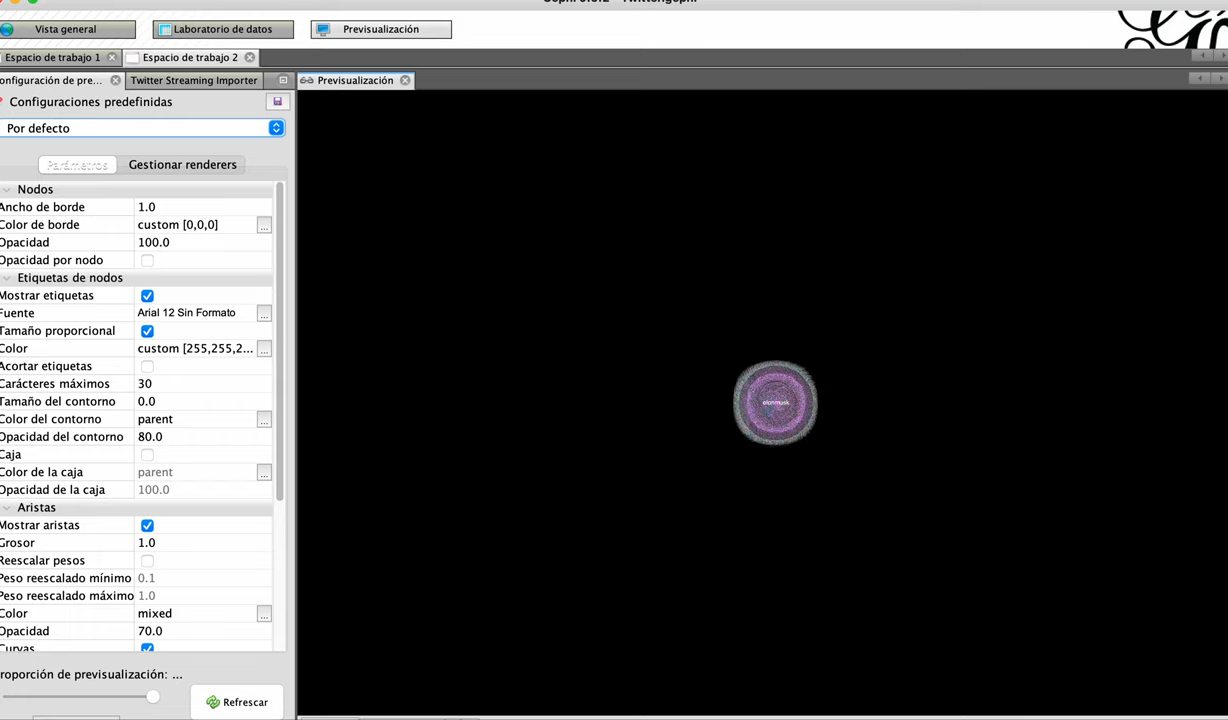 Vista general
Laboratorio de datos
Previsualización
Espacio de trabajo 1
Espacio de trabajo 2
onfiguración de pre...
Twitter Streaming Importer
Previsualización
Configuraciones predefinidas
Por defecto
Parámetros
Gestionar renderers
Nodos
Ancho de borde 1.0
Color de borde custom [0,0,0] ...
Opacidad 100.0
Opacidad por nodo
Etiquetas de nodos
Mostrar etiquetas
Fuente Arial 12 Sin Formato ...
Tamaño proporcional
Color custom [255,255,2... ...
Acortar etiquetas
Carácteres máximos 30
Tamaño del contorno 0.0
Color del contorno parent ...
Opacidad del contorno 80.0
Caja
Color de la caja parent ...
Opacidad de la caja 100.0
Aristas
Mostrar aristas
Grosor 1.0
Reescalar pesos
Peso reescalado mínimo 0.1
Peso reescalado máximo 1.0
Color mixed ...
Opacidad 70.0
Curvas
roporción de previsualización: ...
Refrescar
elonmusk